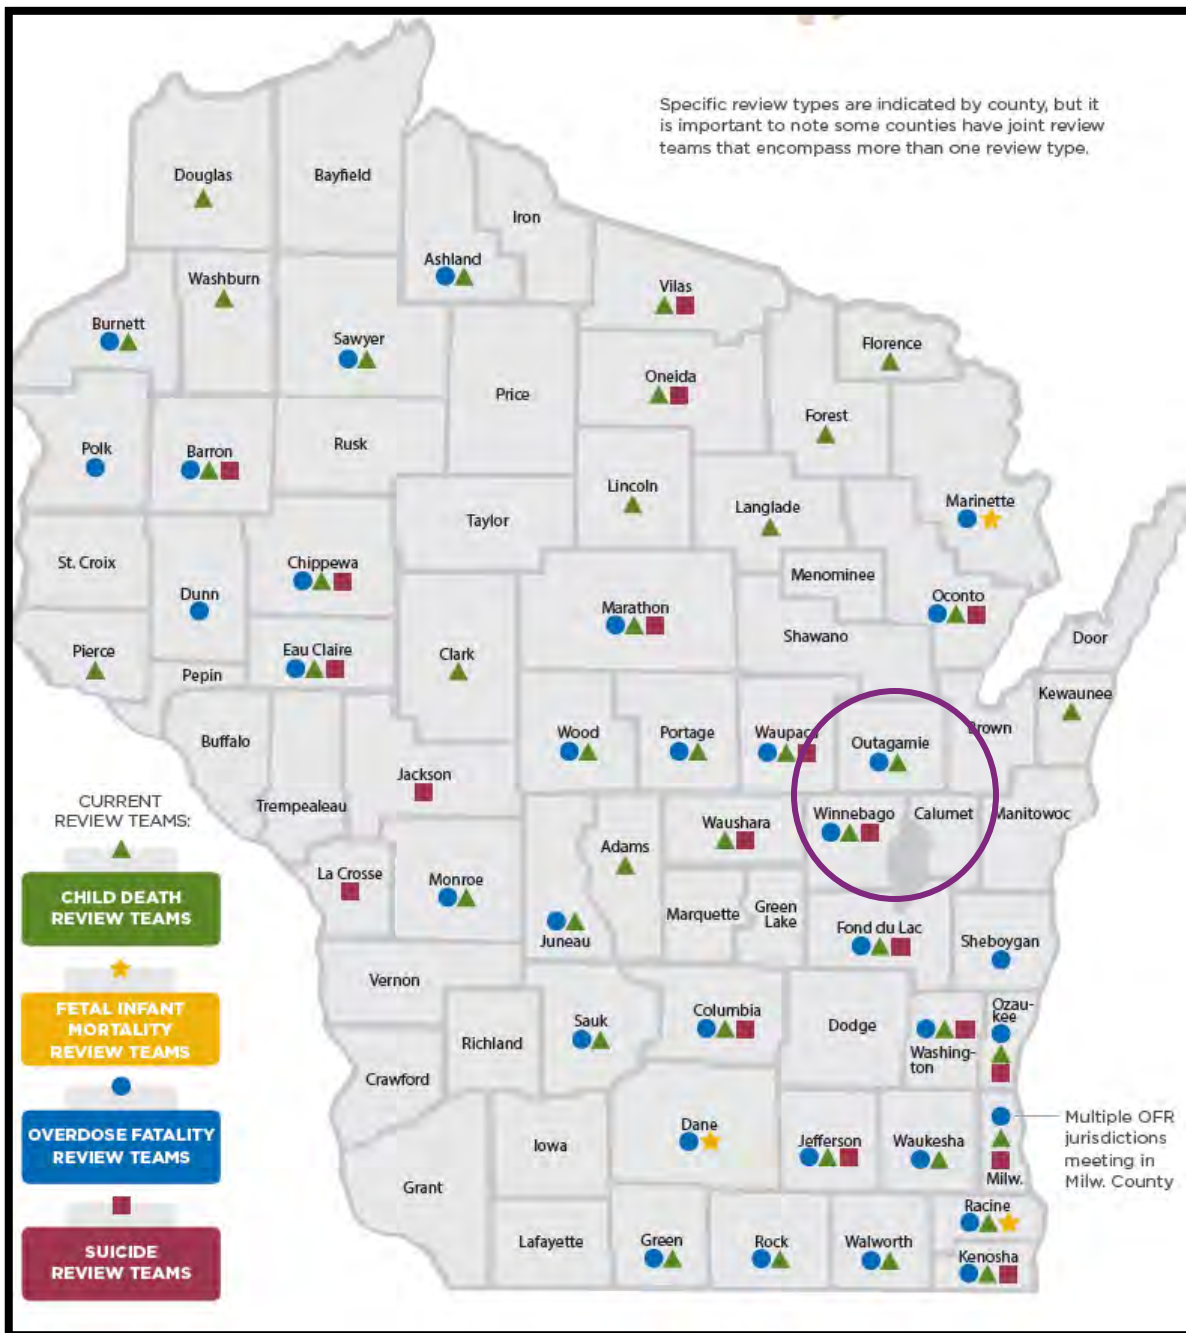 Specific review types are indicated by county, but it
is important to note some counties have joint review
teams that encompass more than one review type.
Douglas
Bayfield
Iron
Ashland
Washburn
Vilas
Burnett
Sawyer
Florence
Oneida
Price
Forest
Polk
Barron
Rusk
Lincoln
Langlade
Marinette
Taylor
St. Croix
Chippewa
Menominee
Dunn
Marathon
Oconto
Shawano
Door
Pierce
Eau Claire
Clark
Pepin
Kewaunee
Buffalo
Wood
Portage
Waupaca
Outagamie
Brown
Jackson
Trempealeau
Waushara
Winnebago
Calumet
Manitowoc
Adams
La Crosse
Monroe
Marquette
Green
Lake
Juneau
Fond du Lac
Sheboygan
Vernon
Columbia
Dodge
Ozau-
kee
Sauk
Richland
Washing-
ton
Crawford
Dane
Iowa
Jefferson
Waukesha
Milw.
Multiple OFR
jurisdictions
meeting in
Milw. County
Grant
Racine
Lafayette
Green
Rock
Walworth
Kenosha
CURRENT
REVIEW TEAMS:
CHILD DEATH
REVIEW TEAMS
FETAL INFANT
MORTALITY
REVIEW TEAMS
OVERDOSE FATALITY
REVIEW TEAMS
SUICIDE
REVIEW TEAMS